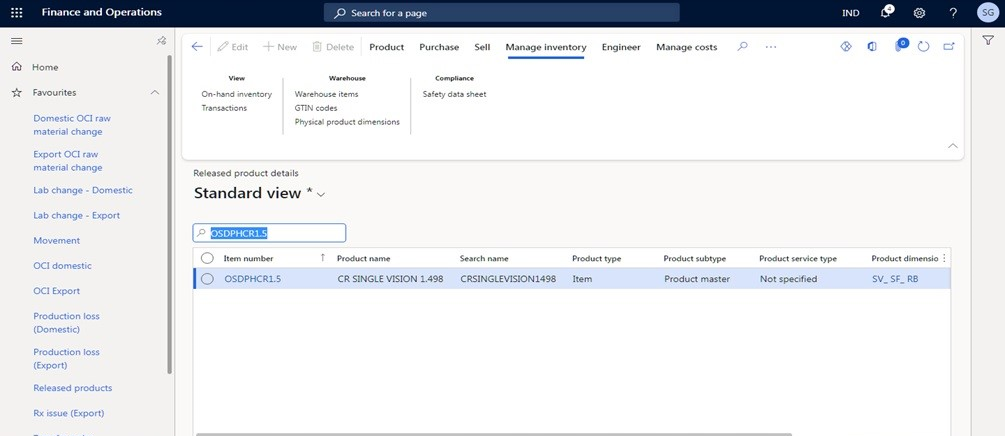 Finance and Operations
Search for a page
IND
4
?
SG
Home
Favourites
Domestic OCI raw
material change
Export OCI raw
material change
Lab change - Domestic
Lab change - Export
Movement
OCI domestic
OCI Export
Production loss
(Domestic)
Production loss
(Export)
Released products
Rx issue (Export)
Edit
New
Delete
Product
Purchase
Sell
Manage inventory
Engineer
Manage costs
0
View
On-hand inventory
Transactions
Warehouse
Warehouse items
GTIN codes
Physical product dimensions
Compliance
Safety data sheet
Released product details
Standard view *
OSDPHCR1.5
Item number Product name Search name Product type Product subtype Product service type Product dimensio
OSDPHCR1.5 CR SINGLE VISION 1.498 CRSINGLEVISION1498 Item Product master Not specified SV_ SF_ RB